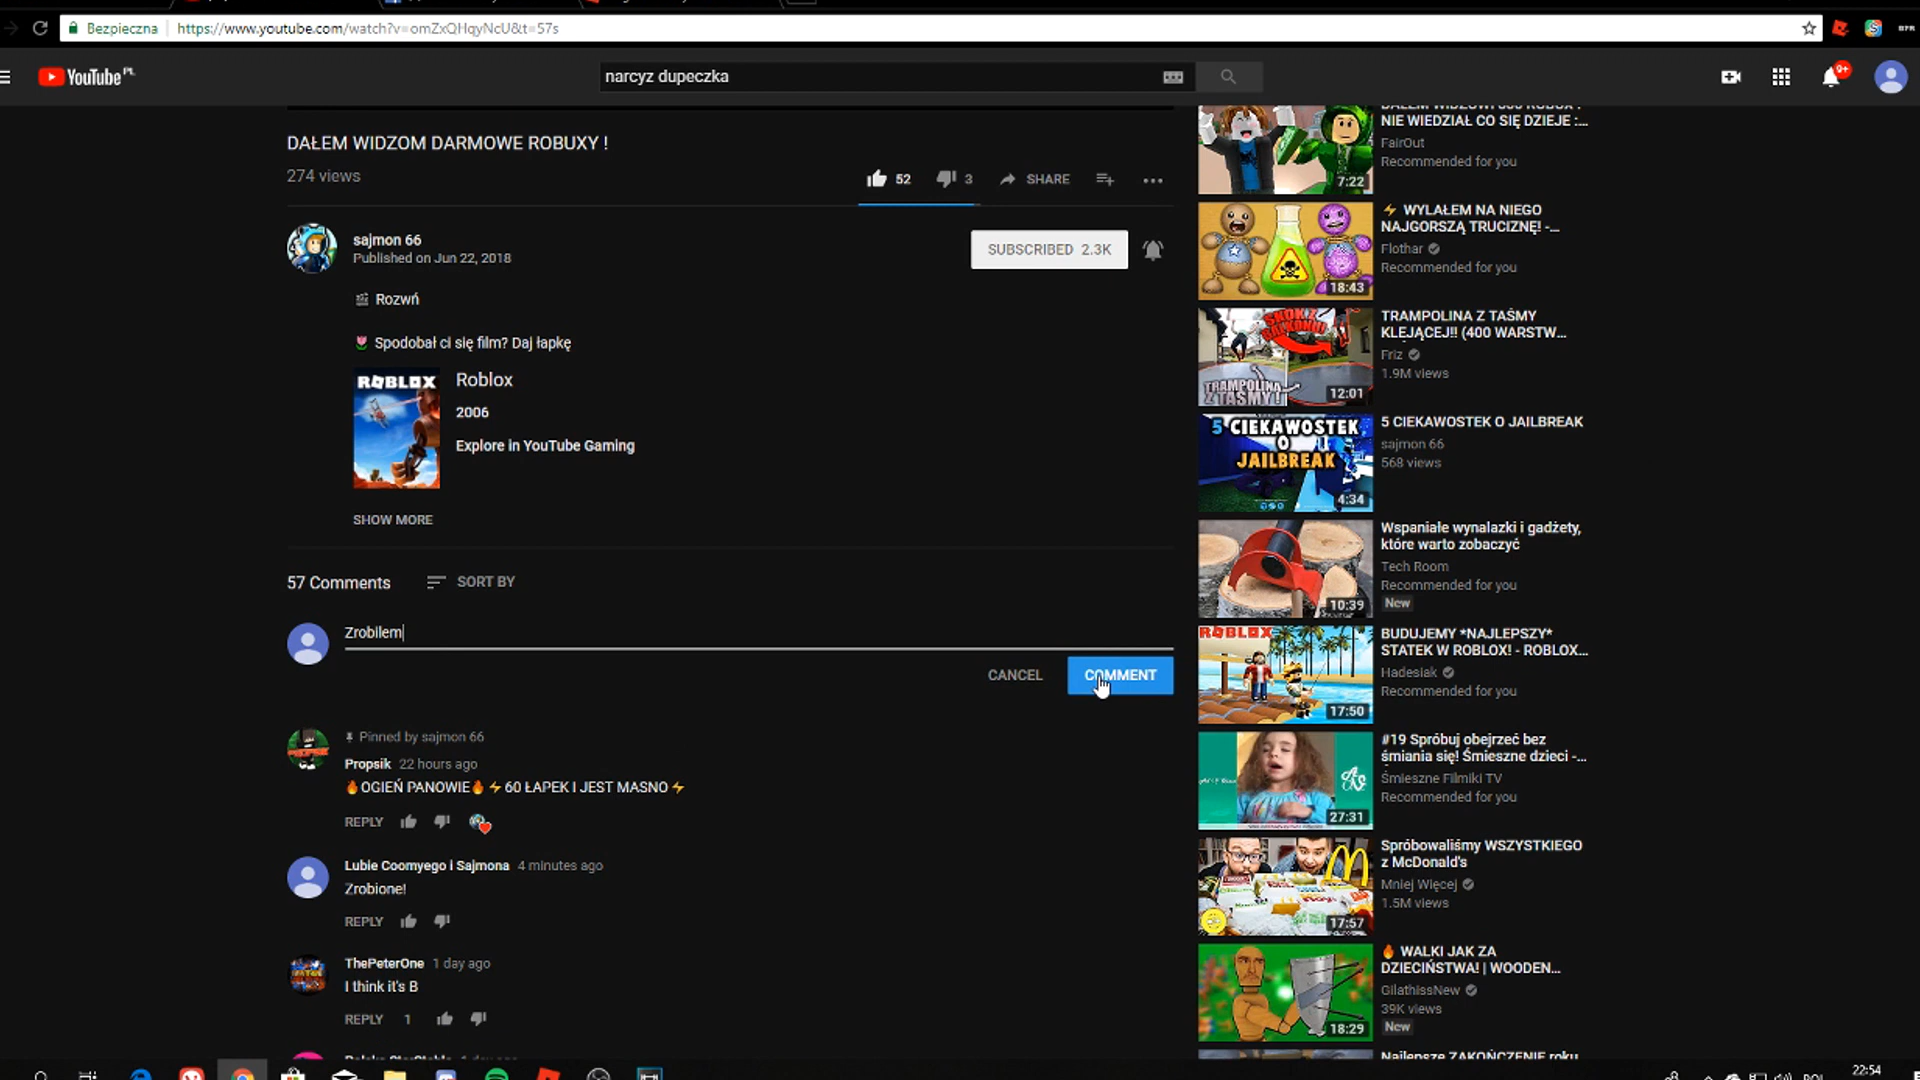 Bezpieczna
https://www.youtube.com/watch?v=omZxQHqyNcU&t=57s
YouTube PL
narcyz dupeczka
9+
DAŁEM WIDZOM DARMOWE ROBUXY !
274 views
52
3
SHARE
sajmon 66
Published on Jun 22, 2018
SUBSCRIBED 2.3K
Rozwń
🌷 Spodobał ci się film? Daj łapkę
ROBLOX
Roblox
2006
Explore in YouTube Gaming
SHOW MORE
57 Comments
SORT BY
Zrobilem
CANCEL
COMMENT
Pinned by sajmon 66
Propsik 22 hours ago
🔥OGIEŃ PANOWIE🔥⚡60 ŁAPEK I JEST MASNO⚡
REPLY
Lubie Coomyego i Sajmona 4 minutes ago
Zrobione!
REPLY
ThePeterOne 1 day ago
I think it's B
REPLY 1
NIE WIEDZIAŁ CO SIĘ DZIEJE :...
FairOut
Recommended for you
7:22
⚡ WYLAŁEM NA NIEGO
NAJGORSZĄ TRUCIZNĘ! -...
Flothar
Recommended for you
18:43
TRAMPOLINA Z TAŚMY
KLEJĄCEJ!! (400 WARSTW...
Friz
1.9M views
SKOK Z
BALKONU!
TRAMPOLINA
Z TAŚMY!
12:01
5 CIEKAWOSTEK O JAILBREAK
sajmon 66
568 views
5 CIEKAWOSTEK
O
JAILBREAK
4:34
Wspaniałe wynalazki i gadżety,
które warto zobaczyć
Tech Room
Recommended for you
New
10:39
BUDUJEMY *NAJLEPSZY*
STATEK W ROBLOX! - ROBLOX...
Hadesiak
Recommended for you
ROBLOX
17:50
#19 Spróbuj obejrzeć bez
śmiania się! Śmieszne dzieci -...
Śmieszne Filmiki TV
Recommended for you
27:31
Spróbowaliśmy WSZYSTKIEGO
z McDonald's
Mniej Więcej
1.5M views
17:57
🔥 WALKI JAK ZA
DZIECIŃSTWA! | WOODEN...
GilathissNew
39K views
New
18:29
Najlepsze ZAKOŃCZENIE roku
22:54